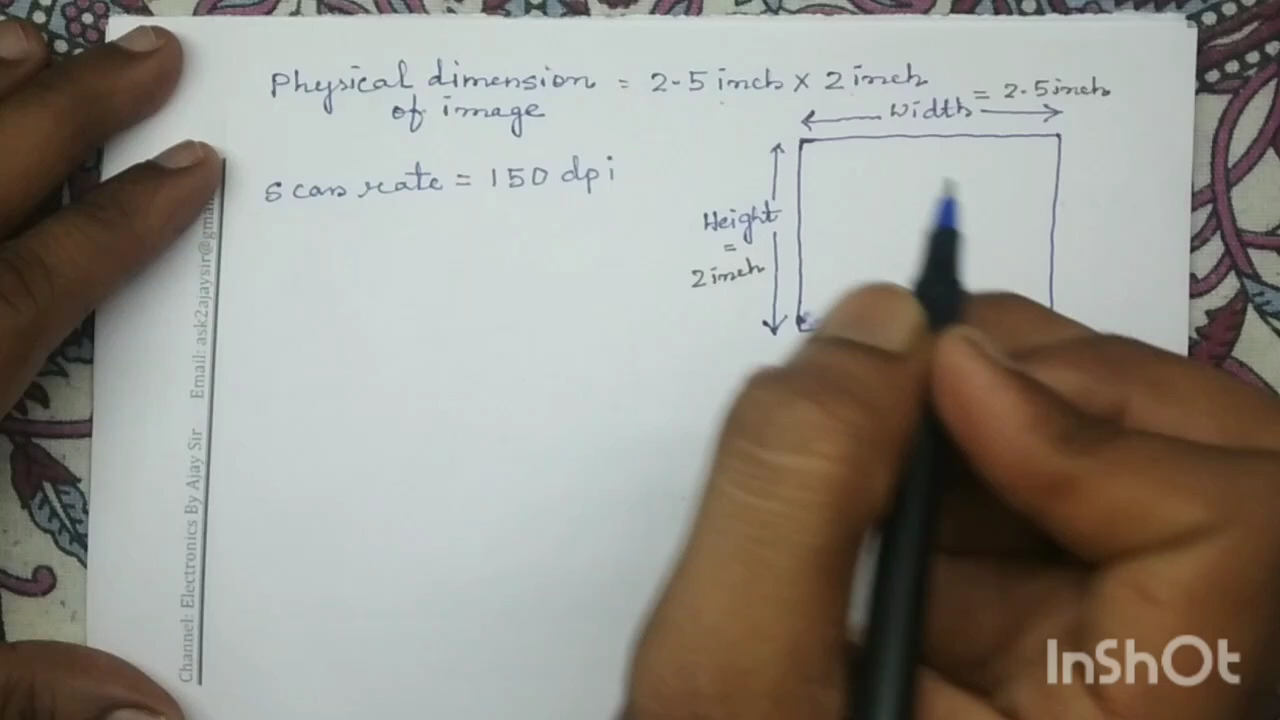 Physical dimension = 2.5 inch × 2 inch
of image
Scan rate = 150 dpi
Width = 2.5 inch
Height
=
2 inch
Channel: Electronics By Ajay Sir Email: ask2ajaysir@gmai
InShOt